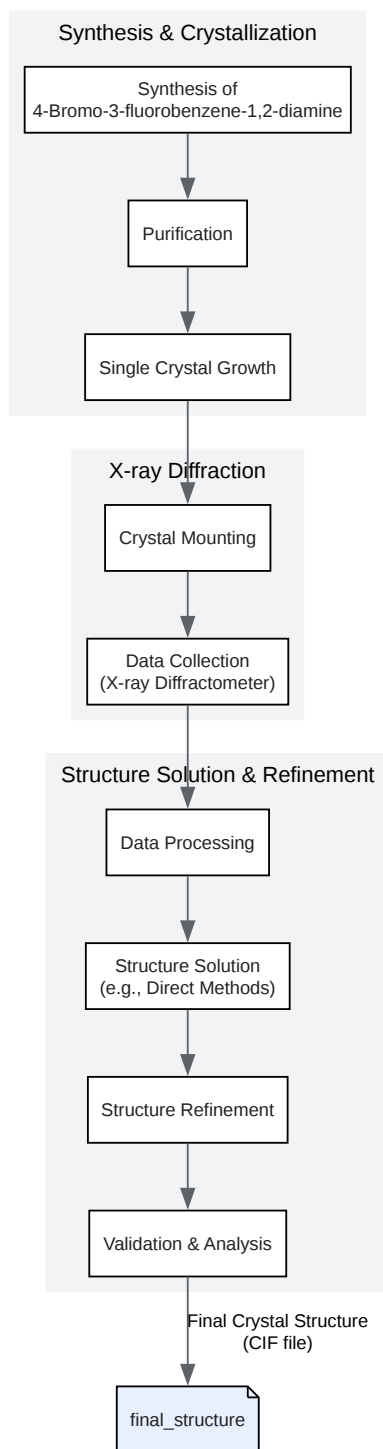 Synthesis & Crystallization
Synthesis of
4-Bromo-3-fluorobenzene-1,2-diamine
Purification
Single Crystal Growth
X-ray Diffraction
Crystal Mounting
Data Collection
(X-ray Diffractometer)
Structure Solution & Refinement
Data Processing
Structure Solution
(e.g., Direct Methods)
Structure Refinement
Validation & Analysis
Final Crystal Structure
(CIF file)
final_structure